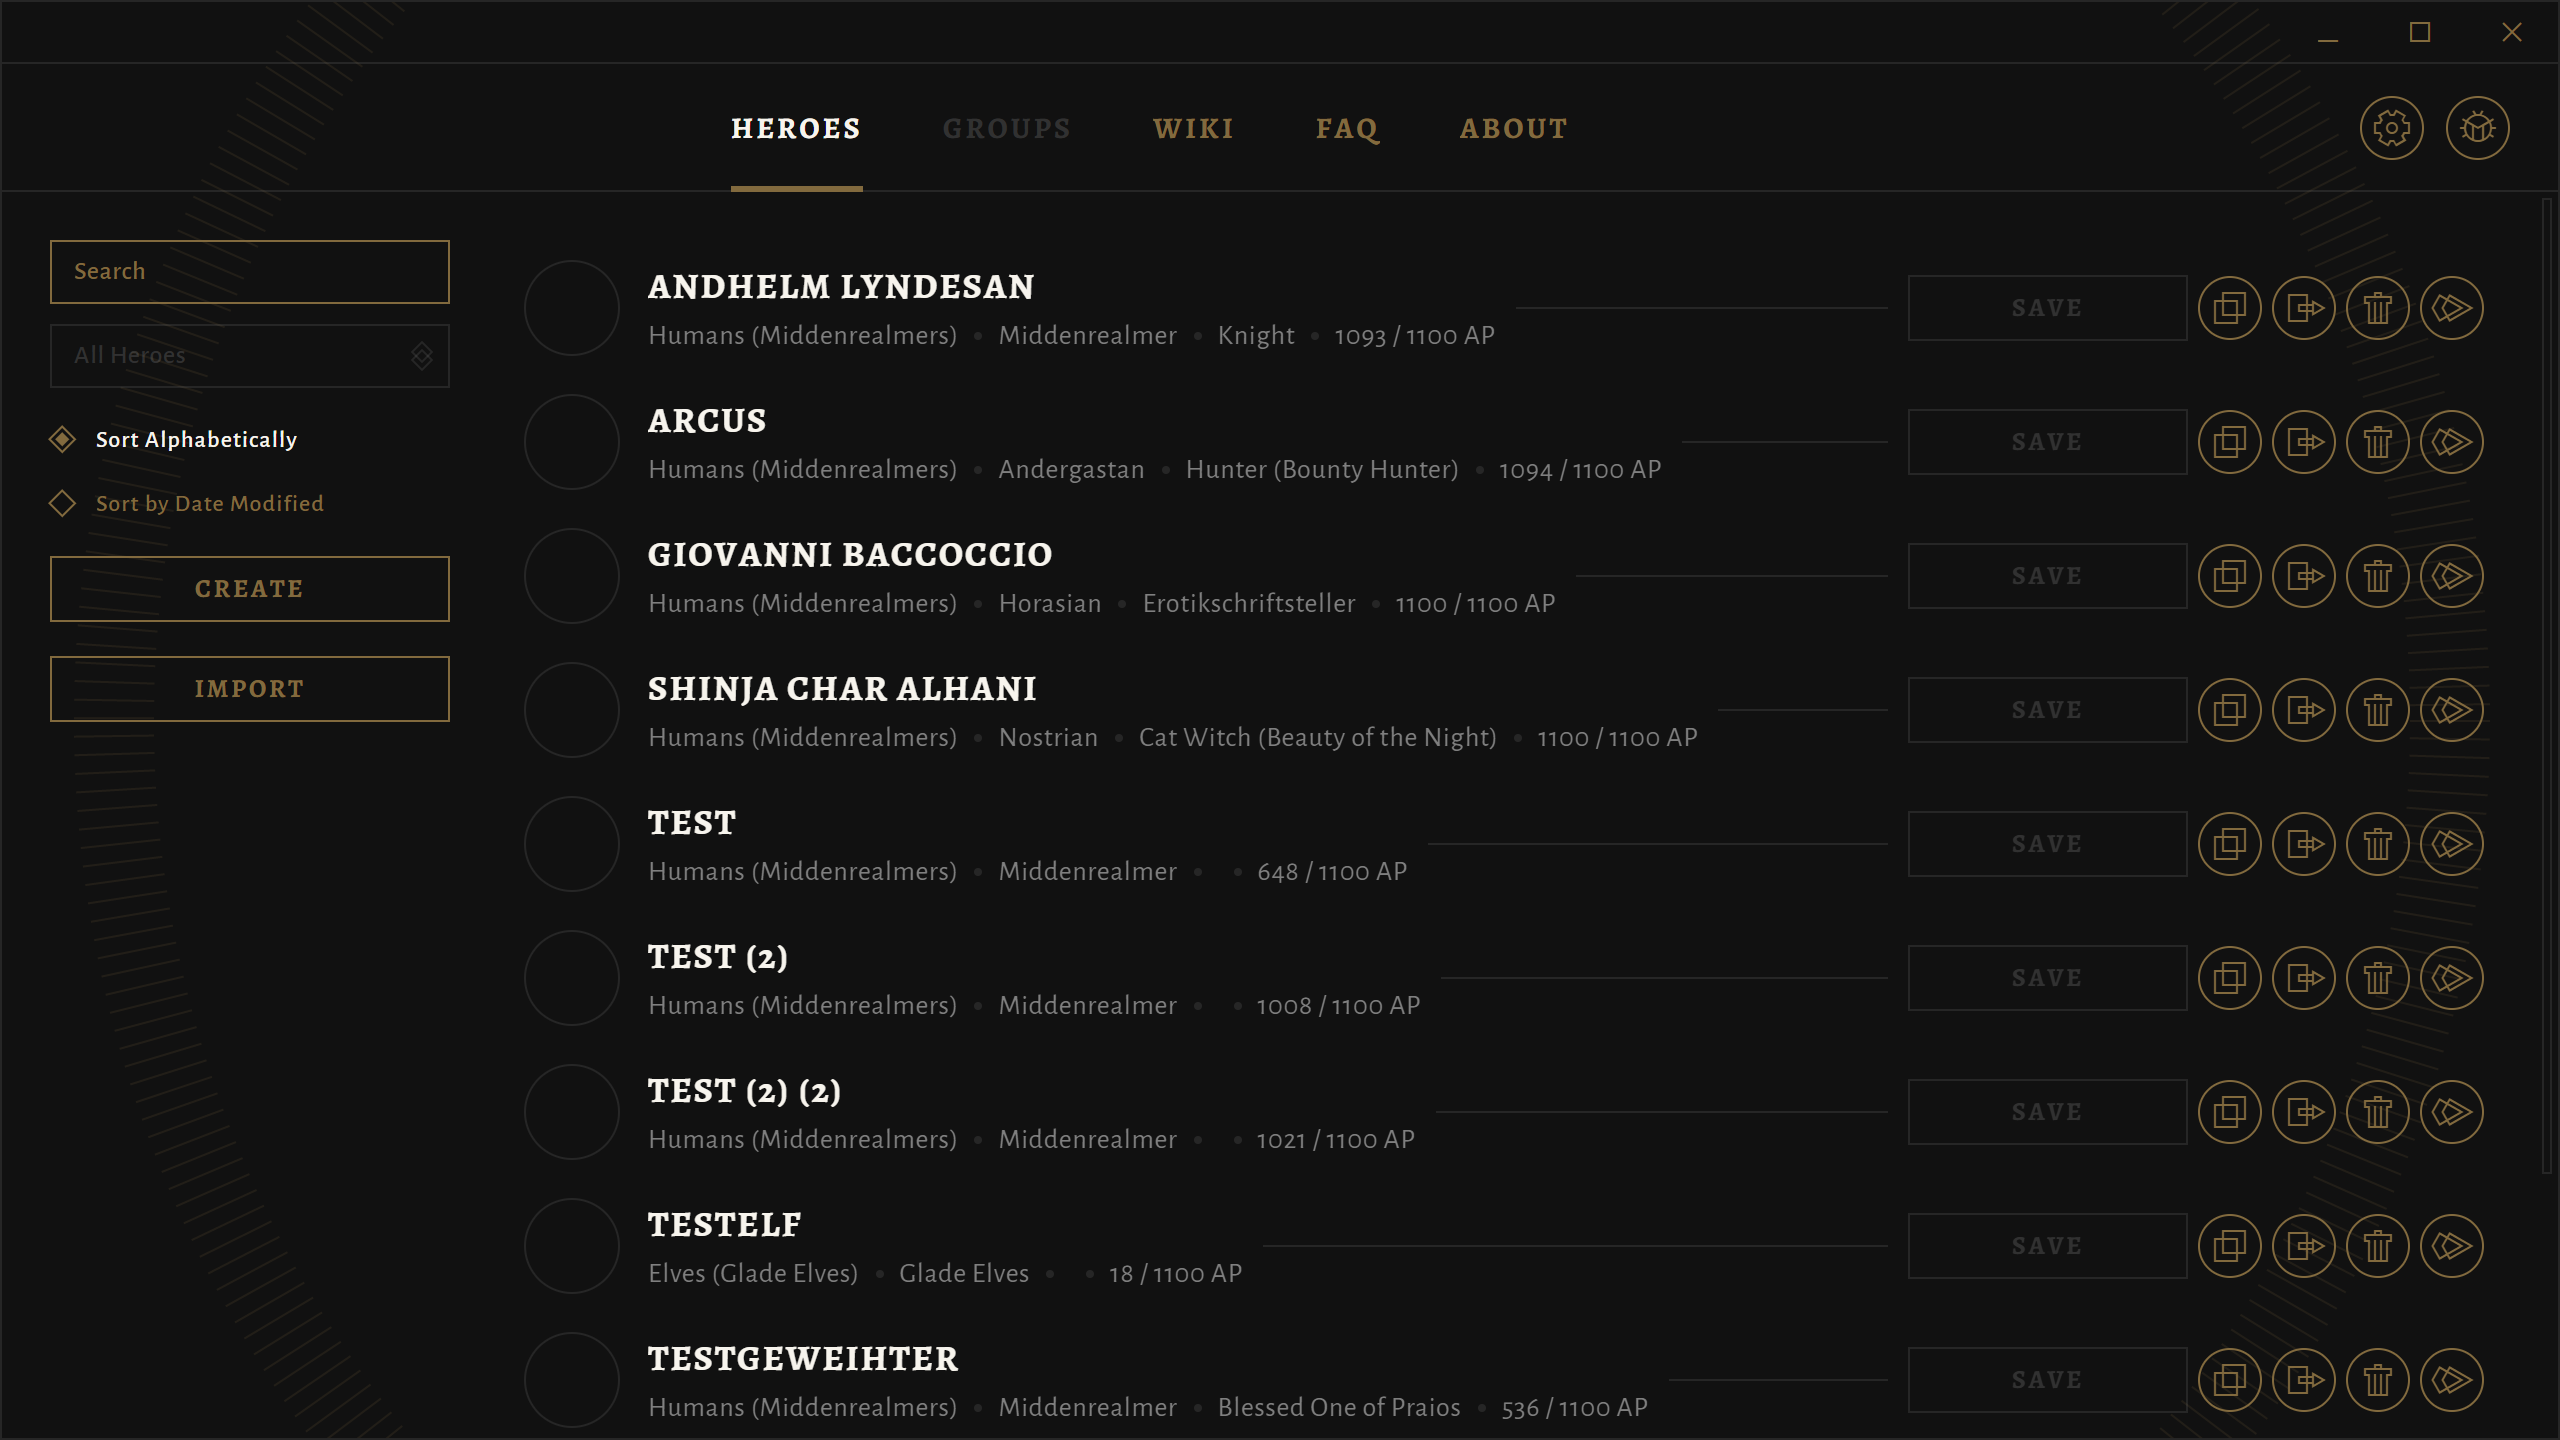 HEROES GROUPS WIKI FAQ ABOUT
Search
All Heroes
Sort Alphabetically
Sort by Date Modified
CREATE
IMPORT
ANDHELM LYNDESAN
Humans (Middenrealmers) • Middenrealmer • Knight • 1093 / 1100 AP
SAVE
ARCUS
Humans (Middenrealmers) • Andergastan • Hunter (Bounty Hunter) • 1094 / 1100 AP
SAVE
GIOVANNI BACCOCCIO
Humans (Middenrealmers) • Horasian • Erotikschriftsteller • 1100 / 1100 AP
SAVE
SHINJA CHAR ALHANI
Humans (Middenrealmers) • Nostrian • Cat Witch (Beauty of the Night) • 1100 / 1100 AP
SAVE
TEST
Humans (Middenrealmers) • Middenrealmer • • 648 / 1100 AP
SAVE
TEST (2)
Humans (Middenrealmers) • Middenrealmer • • 1008 / 1100 AP
SAVE
TEST (2) (2)
Humans (Middenrealmers) • Middenrealmer • • 1021 / 1100 AP
SAVE
TESTELF
Elves (Glade Elves) • Glade Elves • • 18 / 1100 AP
SAVE
TESTGEWEIHTER
Humans (Middenrealmers) • Middenrealmer • Blessed One of Praios • 536 / 1100 AP
SAVE